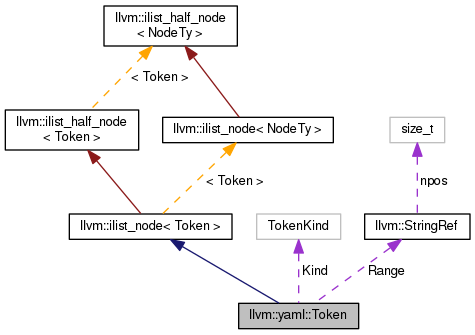 llvm::ilist_half_node
< NodeTy >
< Token >
llvm::ilist_half_node
< Token >
llvm::ilist_node< NodeTy >
size_t
< Token >
npos
llvm::ilist_node< Token >
TokenKind
llvm::StringRef
Kind
Range
llvm::yaml::Token